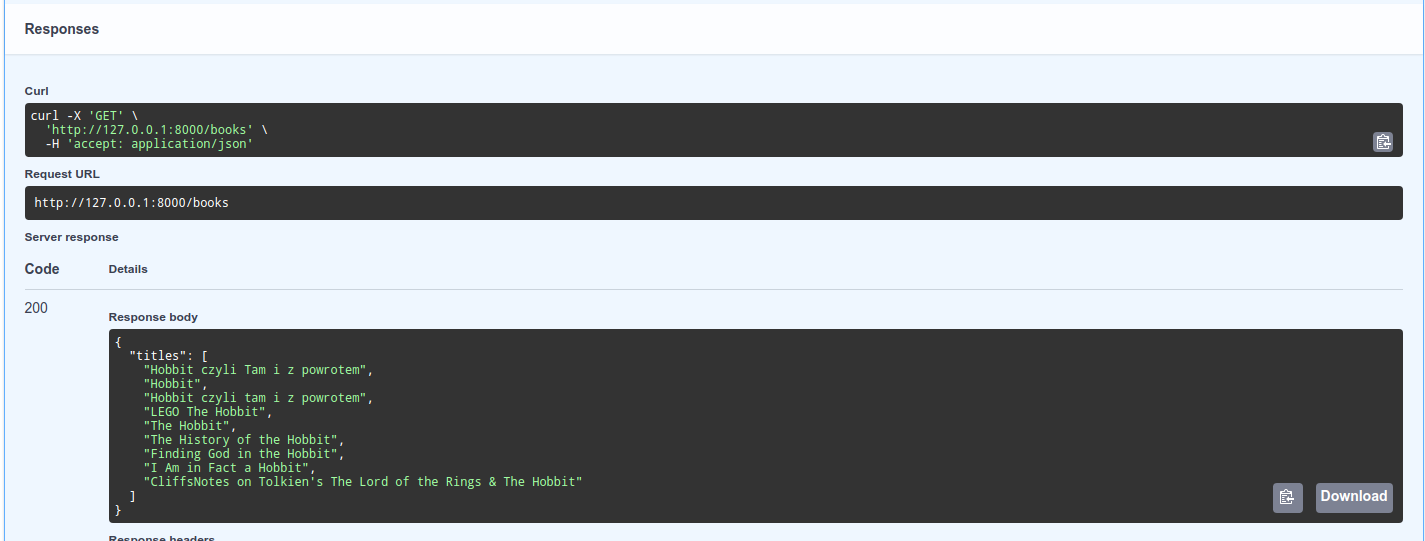 Responses
Curl
curl -X 'GET' \
'http://127.0.0.1:8000/books' \
-H 'accept: application/json'
Request URL
http://127.0.0.1:8000/books
Server response
Code Details
200
Response body
{
"titles": [
"Hobbit czyli Tam i z powrotem",
"Hobbit",
"Hobbit czyli tam i z powrotem",
"LEGO The Hobbit",
"The Hobbit",
"The History of the Hobbit",
"Finding God in the Hobbit",
"I Am in Fact a Hobbit",
"CliffsNotes on Tolkien's The Lord of the Rings & The Hobbit"
]
}
Download
Response headers